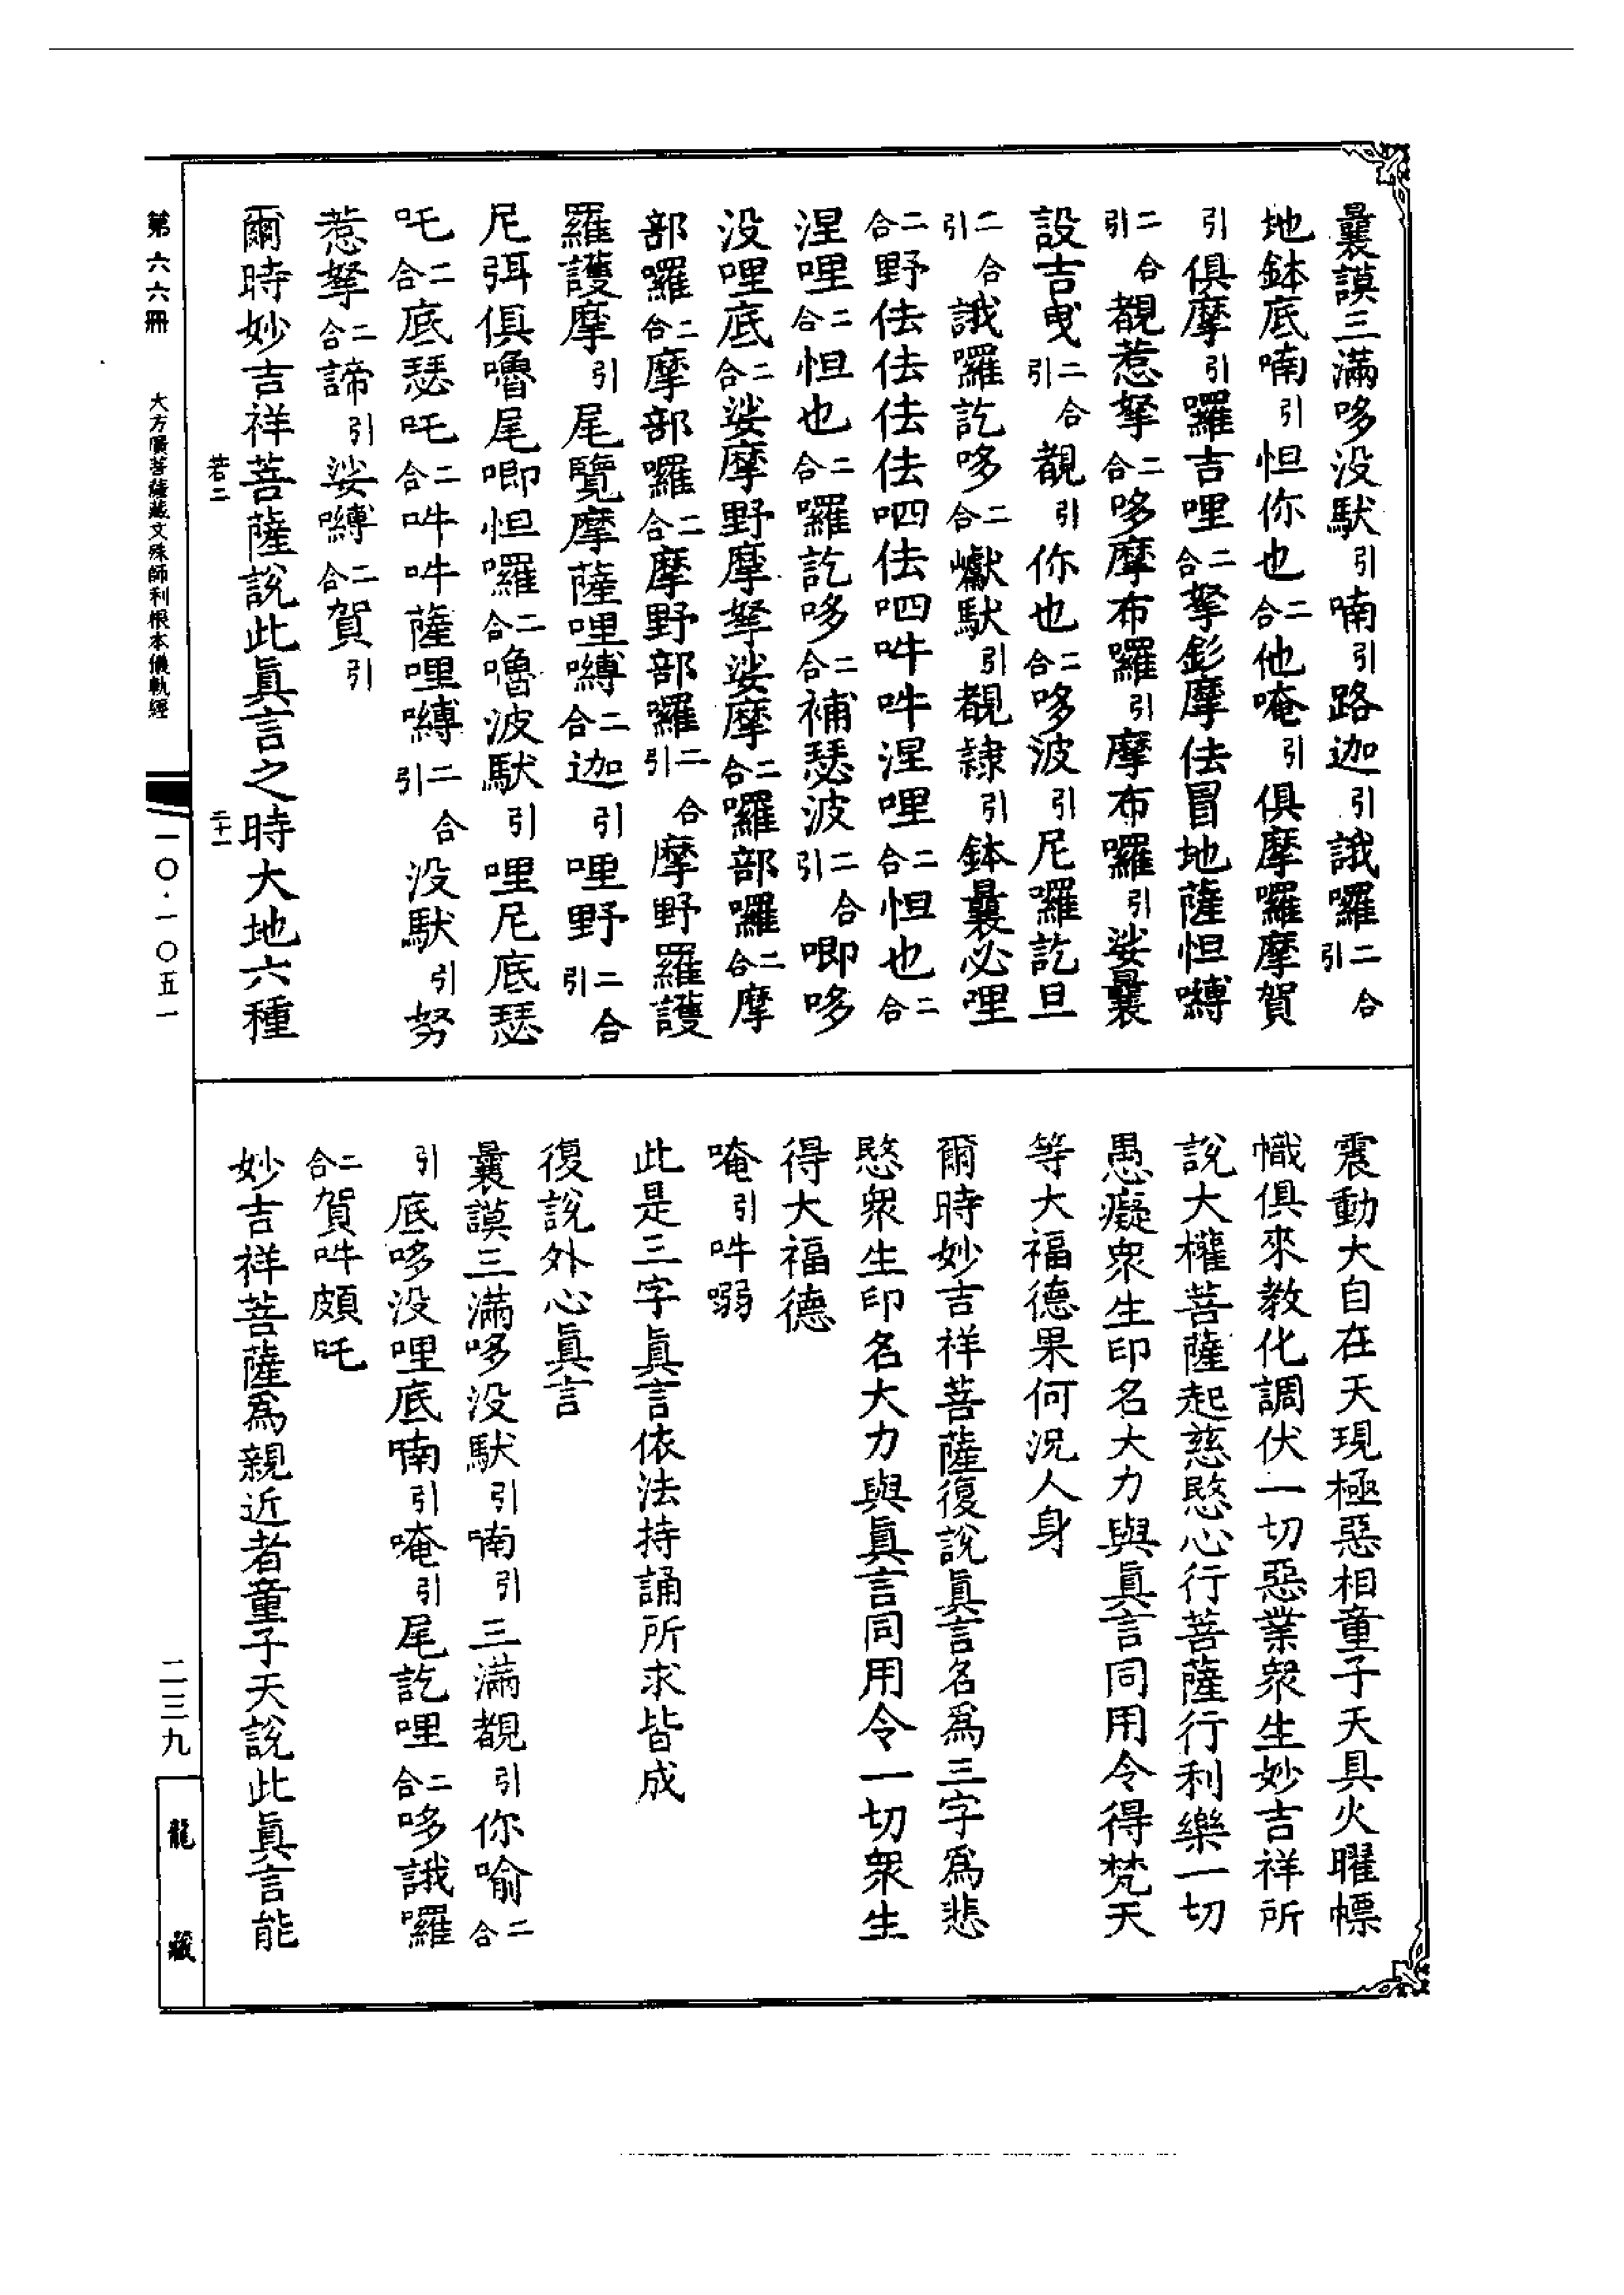 曩謨三滿哆没馱引喃引路迦引誐囉二合引
地鉢底喃引怛你也二合他唵引俱摩囉摩賀
引俱摩引囉吉哩二合拏彭摩佉冒地薩怛嚩
二合引覩惹拏二合哆摩布囉引摩布囉引娑曩
設吉曳二合引覩引你也二合哆波引尼囉訖旦
二合引誐囉訖哆二合巘馱引覩隷引鉢曩必哩
二合野佉佉佉佉呬佉呬吽吽涅哩二合怛也二合
涅哩二合怛也二合囉訖哆二合補瑟波二合引唧哆
没哩底二合娑摩野摩拏娑摩二合囉部囉二合摩
部囉二合摩部囉二合摩野部囉二合引摩野羅護
羅護摩引尾覽摩薩哩嚩二合迦引哩野二合引
尼弭俱嚕尾唧怛囉二合嚕波馱引哩尼底瑟
吒二合底瑟吒二合吽吽薩哩嚩二合引没馱引努
惹拏二合諦引娑嚩二合賀引
爾時妙吉祥菩薩說此眞言之時大地六種
震動大自在天現極惡相童子天具火曜幖
幟俱來教化調伏一切惡業衆生妙吉祥所
說大權菩薩起慈愍心行菩薩行利樂一切
愚癡衆生印名大力與眞言同用令得梵天
等大福德果何況人身
爾時妙吉祥菩薩復說眞言名爲三字爲悲
愍衆生印名大力與眞言同用令一切衆生
得大福德
唵引吽嗬
此是三字眞言依法持誦所求皆成
復說外心眞言
曩謨三滿哆没馱引喃引三滿覩引你喻二合
引底哆没哩底喃引唵引尾訖哩二合哆誐囉
二合賀吽頗吒
妙吉祥菩薩爲親近者童子天說此眞言能
第六六冊
大方廣菩薩藏文殊師利根本儀軌經
若二
二十一
一〇·一〇五一
二三九
龍藏